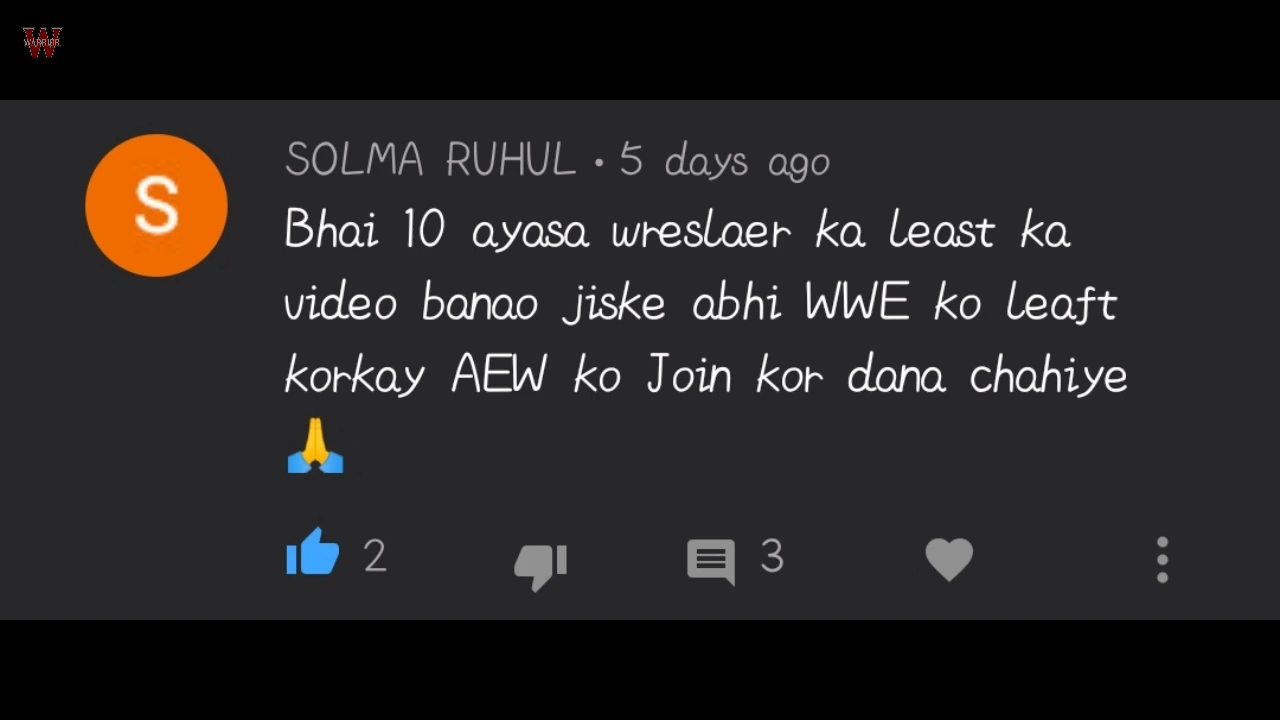 W
WARRIOR
S
SOLMA RUHUL • 5 days ago
Bhai 10 ayasa wreslaer ka least ka
video banao jiske abhi WWE ko leaft
korkay AEW ko Join kor dana chahiye
🙏
2 3